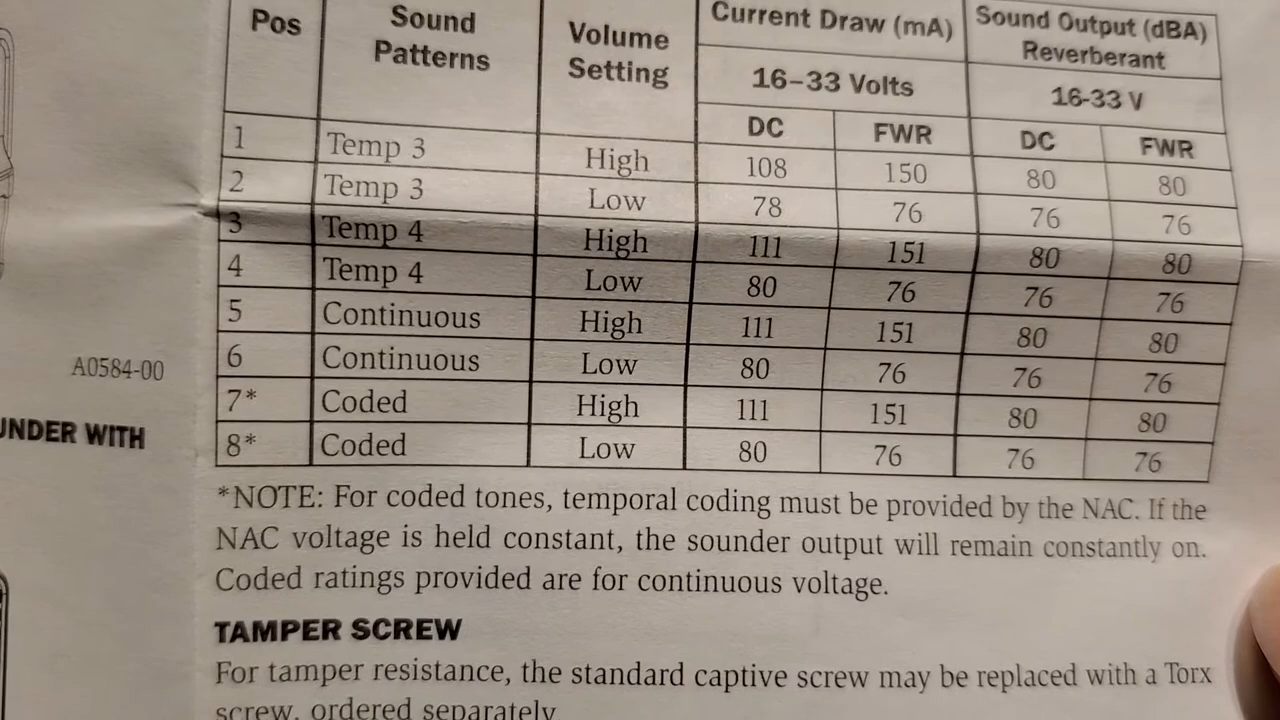 Pos Sound Patterns Volume Setting Current Draw (mA) Sound Output (dBA) Reverberant
16–33 Volts 16-33 V
DC FWR DC FWR
1 Temp 3 High 108 150 80 80
2 Temp 3 Low 78 76 76 76
3 Temp 4 High 111 151 80 80
4 Temp 4 Low 80 76 76 76
5 Continuous High 111 151 80 80
6 Continuous Low 80 76 76 76
7* Coded High 111 151 80 80
8* Coded Low 80 76 76 76
A0584-00
UNDER WITH
*NOTE: For coded tones, temporal coding must be provided by the NAC. If the
NAC voltage is held constant, the sounder output will remain constantly on.
Coded ratings provided are for continuous voltage.
TAMPER SCREW
For tamper resistance, the standard captive screw may be replaced with a Torx
screw, ordered separately